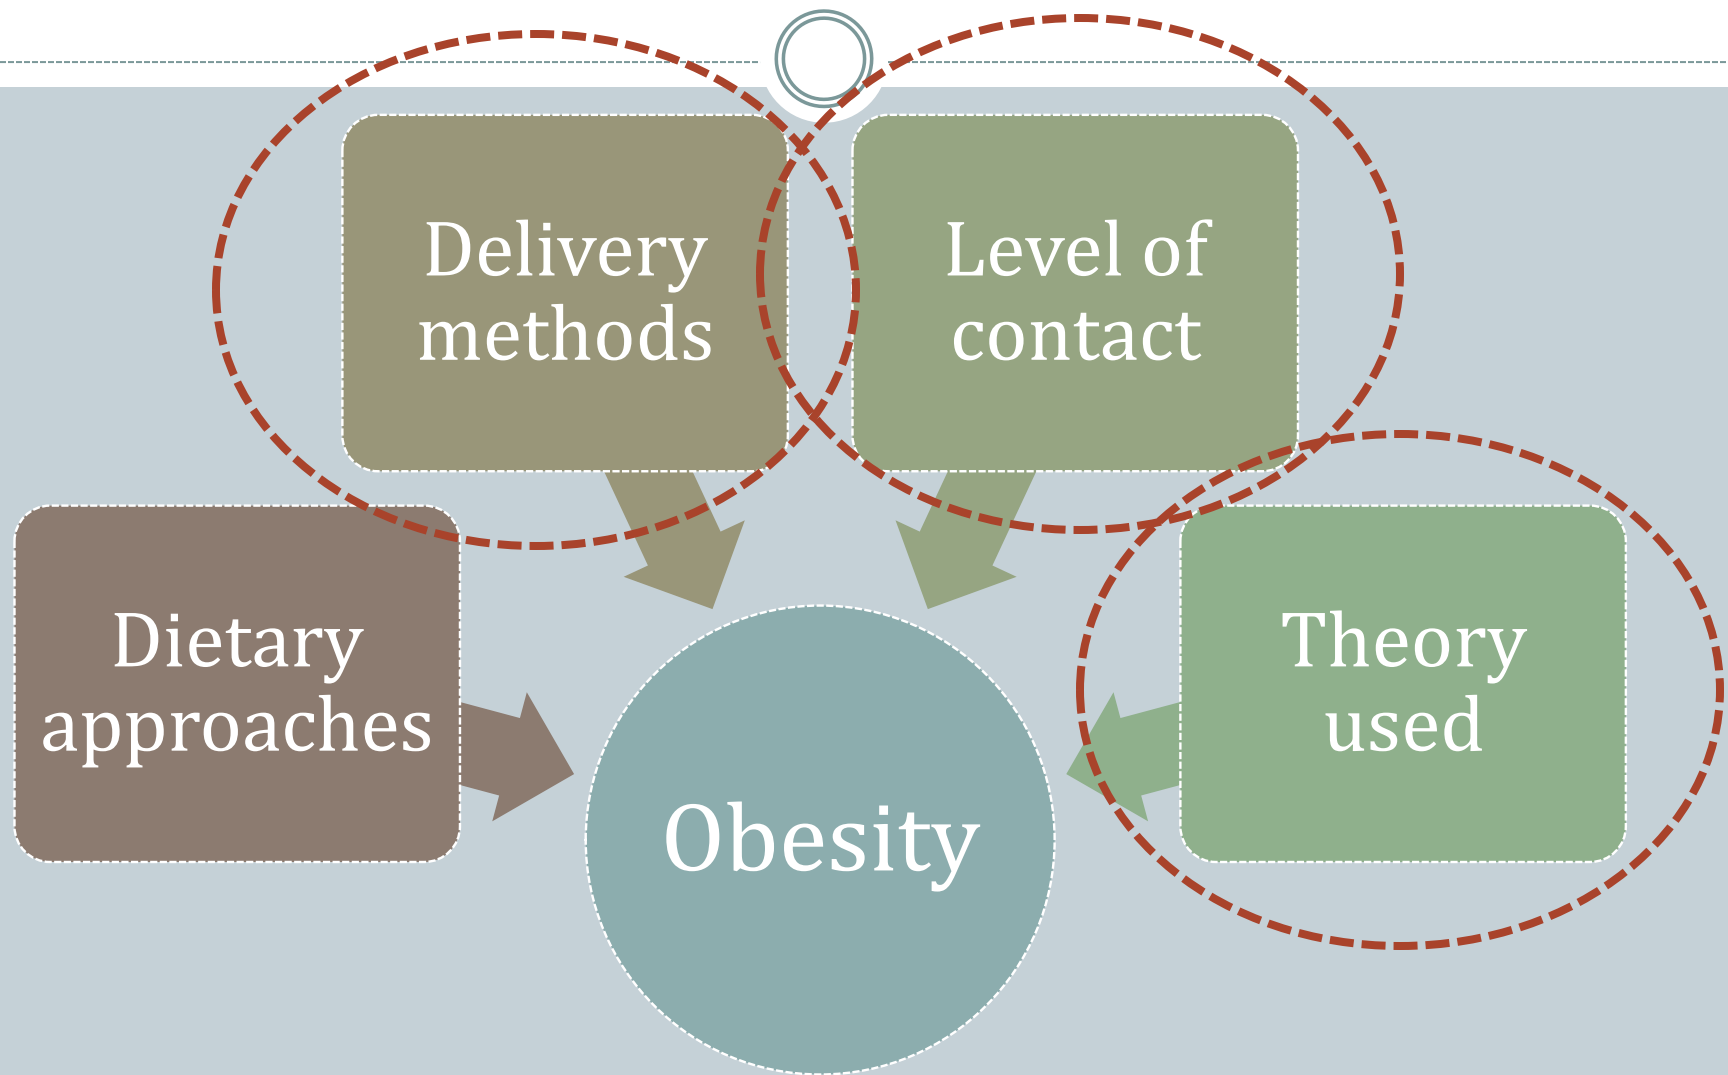 Delivery
methods
Level of
contact
Dietary
approaches
Theory
used
Obesity